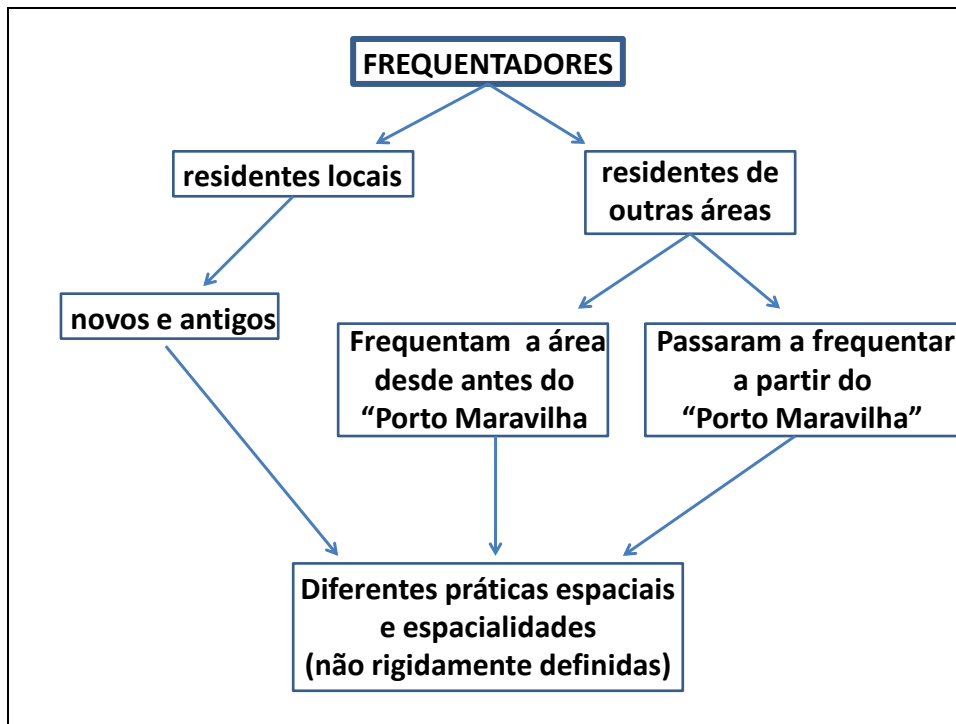 FREQUENTADORES
residentes locais
residentes de
outras áreas
novos e antigos
Frequentam a área
desde antes do
“Porto Maravilha
Passaram a frequentar
a partir do
“Porto Maravilha”
Diferentes práticas espaciais
e espacialidades
(não rigidamente definidas)